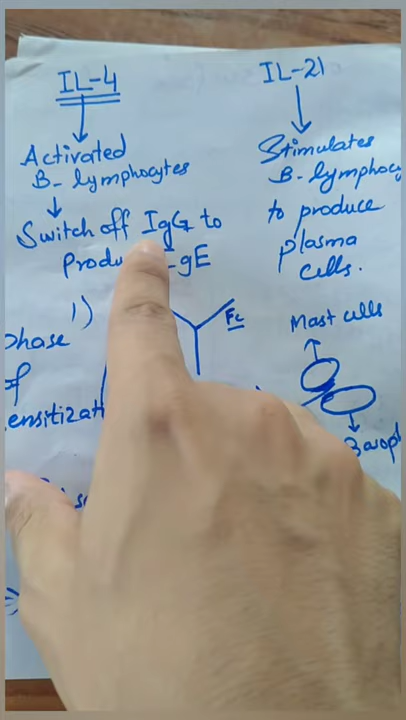 IL-4
Activated
B-lymphocytes
Switch off IgG to
Produ gE
IL-21
Stimulates
B-lymphoc
to produce
plasma
cells.
1)
Fc
phase
of
ensitizat
Mast cells
Basop